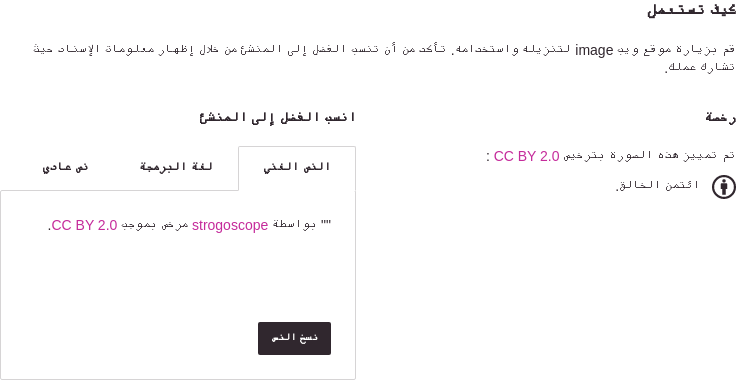 كيف تستعمل
قم بزيارة موقع ويب image لتنزيله واستخدامه. تأكد من أن تنسب الفضل إلى المنشئ من خلال إظهار معلومات الإسناد حيث
تشارك عملك.
رخصة
تم تمييز هذه الصورة بترخيص CC BY 2.0 :
ائتمن الخالق.
انسب الفضل إلى المنشئ
النص الغني
لغة البرمجة
نص عادي
"" بواسطة strogoscope مرخص بموجب CC BY 2.0.
نسخ النص